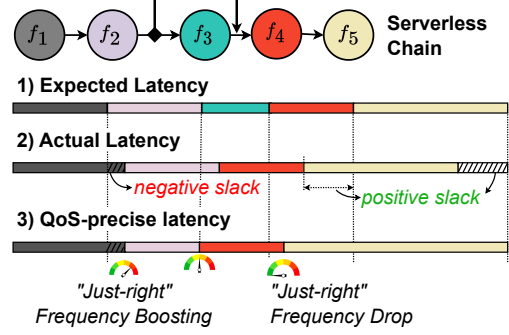 f1 f2 f3 f4 f5 Serverless Chain
1) Expected Latency
2) Actual Latency
negative slack
positive slack
3) QoS-precise latency
"Just-right" Frequency Boosting
"Just-right" Frequency Drop